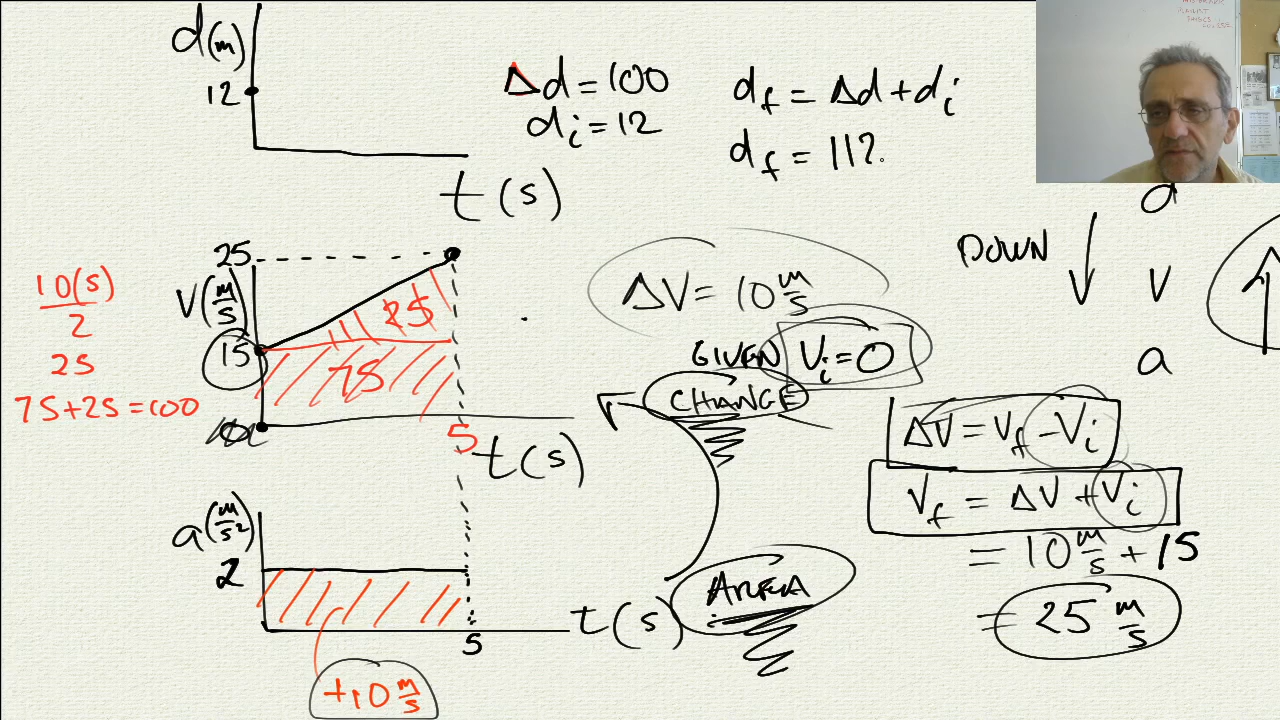 d(m)
12
t(s)
Δd = 100
di = 12
df = Δd + di
df = 112
DOWN
d
v
a
25
V(m/s)
15
0
75
25
5
t(s)
10(5)
2
25
75+25=100
ΔV = 10 m/s
GIVEN Vi = 0
CHANGE
ΔV = Vf - Vi
Vf = ΔV + Vi
= 10 m/s + 15
= 25 m/s
a(m/s²)
2
5
t(s)
AREA
+10 m/s